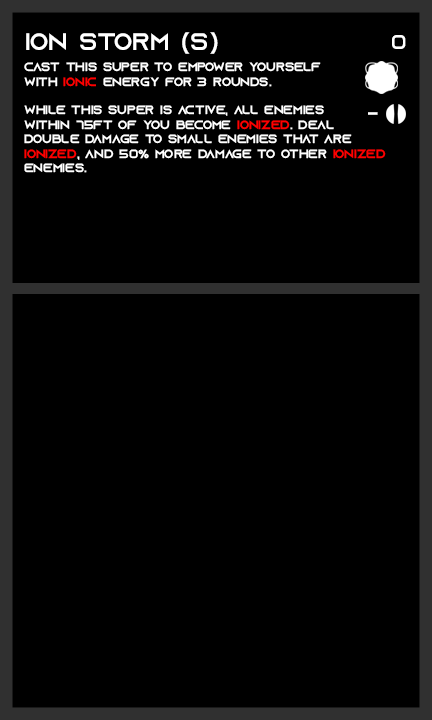 ION STORM (S)
0
CAST THIS SUPER TO EMPOWER YOURSELF
WITH IONIC ENERGY FOR 3 ROUNDS.
-
WHILE THIS SUPER IS ACTIVE, ALL ENEMIES
WITHIN 75FT OF YOU BECOME IONIZED. DEAL
DOUBLE DAMAGE TO SMALL ENEMIES THAT ARE
IONIZED, AND 50% MORE DAMAGE TO OTHER IONIZED
ENEMIES.